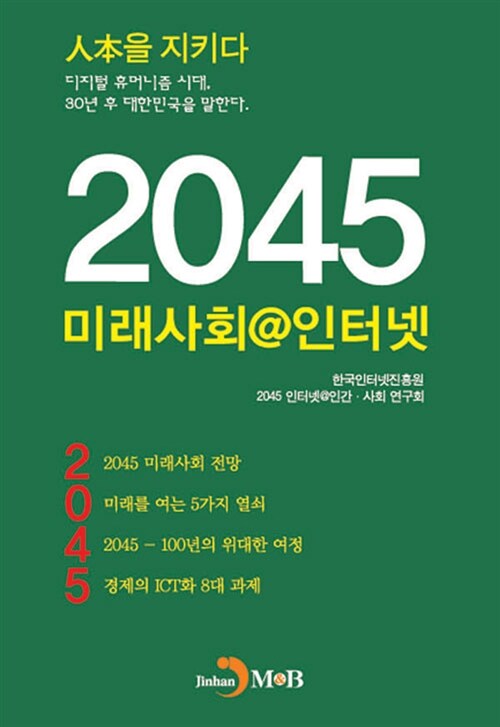 人本을 지키다
디지털 휴머니즘 시대,
30년 후 대한민국을 말한다.
2045
미래사회@인터넷
한국인터넷진흥원
2045 인터넷@인간 · 사회 연구회
2 2045 미래사회 전망
0 미래를 여는 5가지 열쇠
4 2045 – 100년의 위대한 여정
5 경제의 ICT화 8대 과제
Jinhan M&B